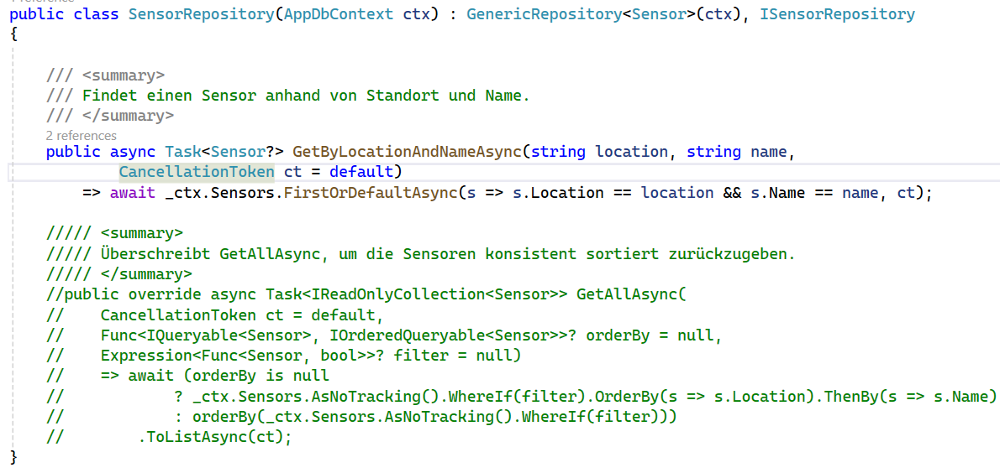 public class SensorRepository(AppDbContext ctx) : GenericRepository<Sensor>(ctx), ISensorRepository
{
/// <summary>
/// Findet einen Sensor anhand von Standort und Name.
/// </summary>
2 references
public async Task<Sensor?> GetByLocationAndNameAsync(string location, string name,
CancellationToken ct = default)
=> await _ctx.Sensors.FirstOrDefaultAsync(s => s.Location == location && s.Name == name, ct);
///// <summary>
///// Überschreibt GetAllAsync, um die Sensoren konsistent sortiert zurückzugeben.
///// </summary>
//public override async Task<IReadOnlyCollection<Sensor>> GetAllAsync(
//    CancellationToken ct = default,
//    Func<IQueryable<Sensor>, IOrderedQueryable<Sensor>>? orderBy = null,
//    Expression<Func<Sensor, bool>>? filter = null)
//    => await (orderBy is null
//            ? _ctx.Sensors.AsNoTracking().WhereIf(filter).OrderBy(s => s.Location).ThenBy(s => s.Name)
//            : orderBy(_ctx.Sensors.AsNoTracking().WhereIf(filter)))
//        .ToListAsync(ct);
}